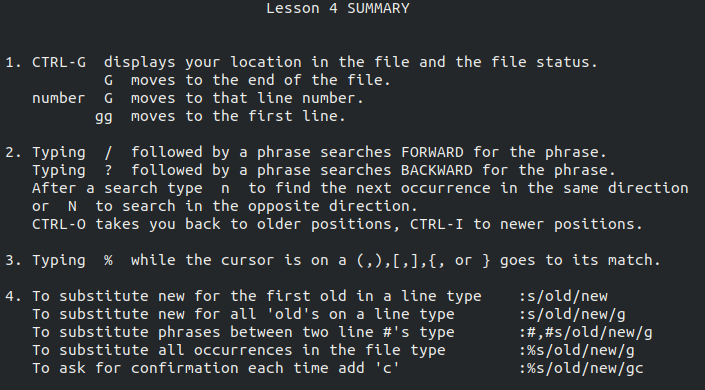 Lesson 4 SUMMARY
1. CTRL-G  displays your location in the file and the file status.
G  moves to the end of the file.
number  G  moves to that line number.
gg  moves to the first line.
2. Typing  /  followed by a phrase searches FORWARD for the phrase.
Typing  ?  followed by a phrase searches BACKWARD for the phrase.
After a search type  n  to find the next occurrence in the same direction
or  N  to search in the opposite direction.
CTRL-O takes you back to older positions, CTRL-I to newer positions.
3. Typing  %  while the cursor is on a (,),[,],{, or } goes to its match.
4. To substitute new for the first old in a line type    :s/old/new
To substitute new for all 'old's on a line type       :s/old/new/g
To substitute phrases between two line #'s type       :#,#s/old/new/g
To substitute all occurrences in the file type        :%s/old/new/g
To ask for confirmation each time add 'c'             :%s/old/new/gc